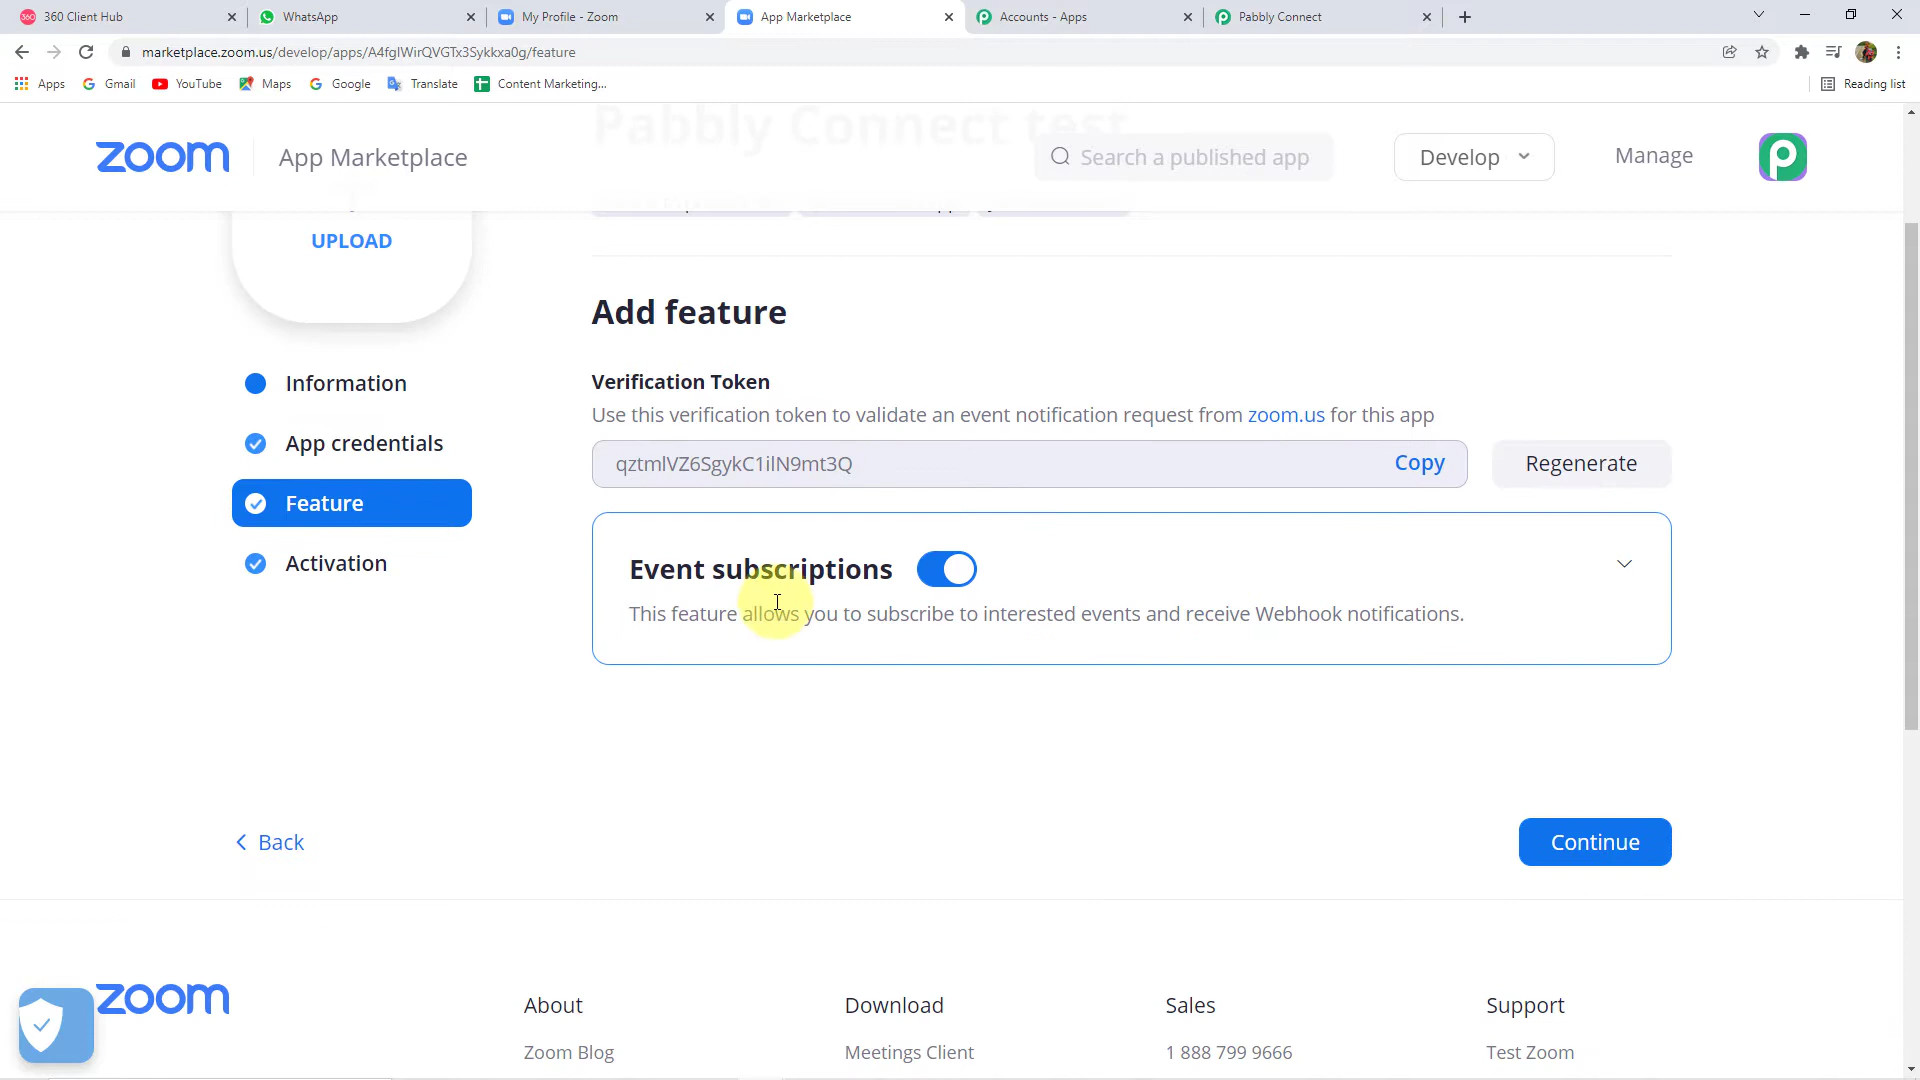 360 Client Hub
WhatsApp
My Profile - Zoom
App Marketplace
Accounts - Apps
Pabbly Connect
marketplace.zoom.us/develop/apps/A4fglWirQVGTx3Sykkxa0g/feature
Apps
Gmail
YouTube
Maps
Google
Translate
Content Marketing...
Reading list
Pabbly Connect test
zoom
App Marketplace
Search a published app
Develop
Manage
UPLOAD
Add feature
Information
App credentials
Feature
Activation
Verification Token
Use this verification token to validate an event notification request from zoom.us for this app
qztmlVZ6SgykC1ilN9mt3Q
Copy
Regenerate
Event subscriptions
This feature allows you to subscribe to interested events and receive Webhook notifications.
Back
Continue
zoom
About
Download
Sales
Support
Zoom Blog
Meetings Client
1 888 799 9666
Test Zoom